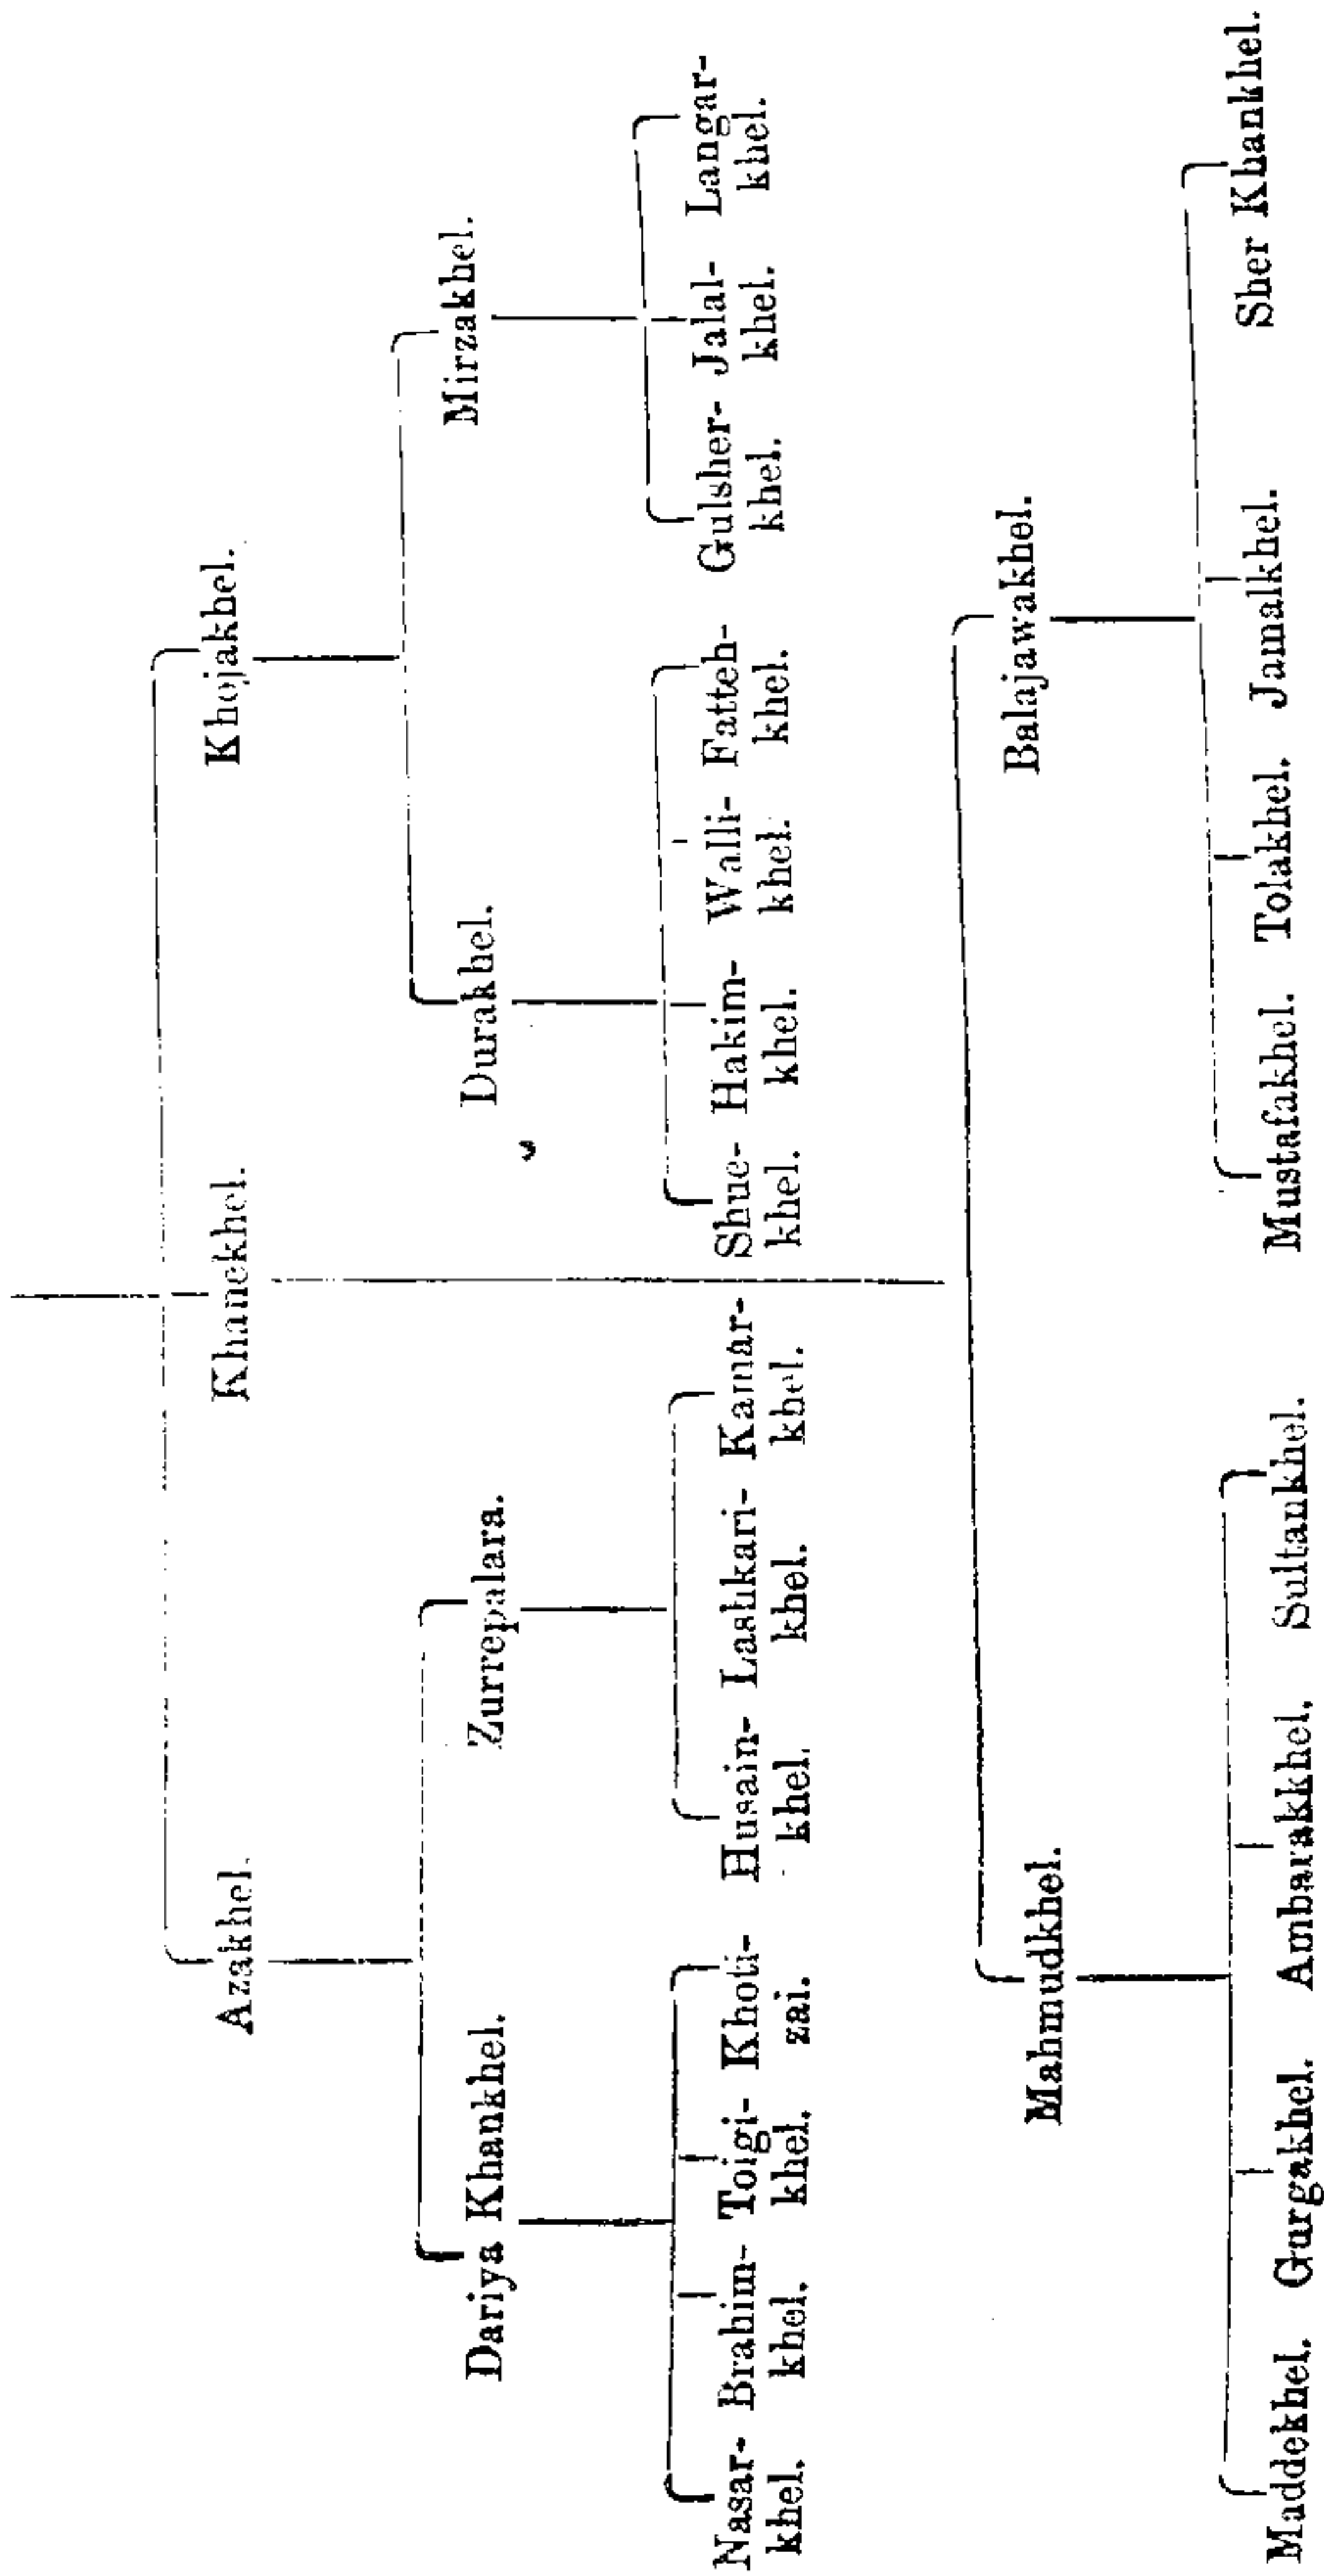 Azakhel. Khanekhel. Khojakhel.
Dariya Khankhel. Zurrepalara. Durakhel. Mirzakhel.
Nasar- Brahim- Toigi- Khoti- Husain- Lashkari- Kamar- Shue- Hakim- Walli- Fatteh- Gulsher- Jalal- Langar-
khel. khel. khel. zai. khel. khel. khel. khel. khel. khel. khel. khel. khel. khel.
Mahmudkhel. Balajawakhel.
Maddekhel. Gurgakhel. Ambarakkhel. Sultankhel. Mustafakhel. Tolakhel. Jamalkhel. Sher Khankhel.